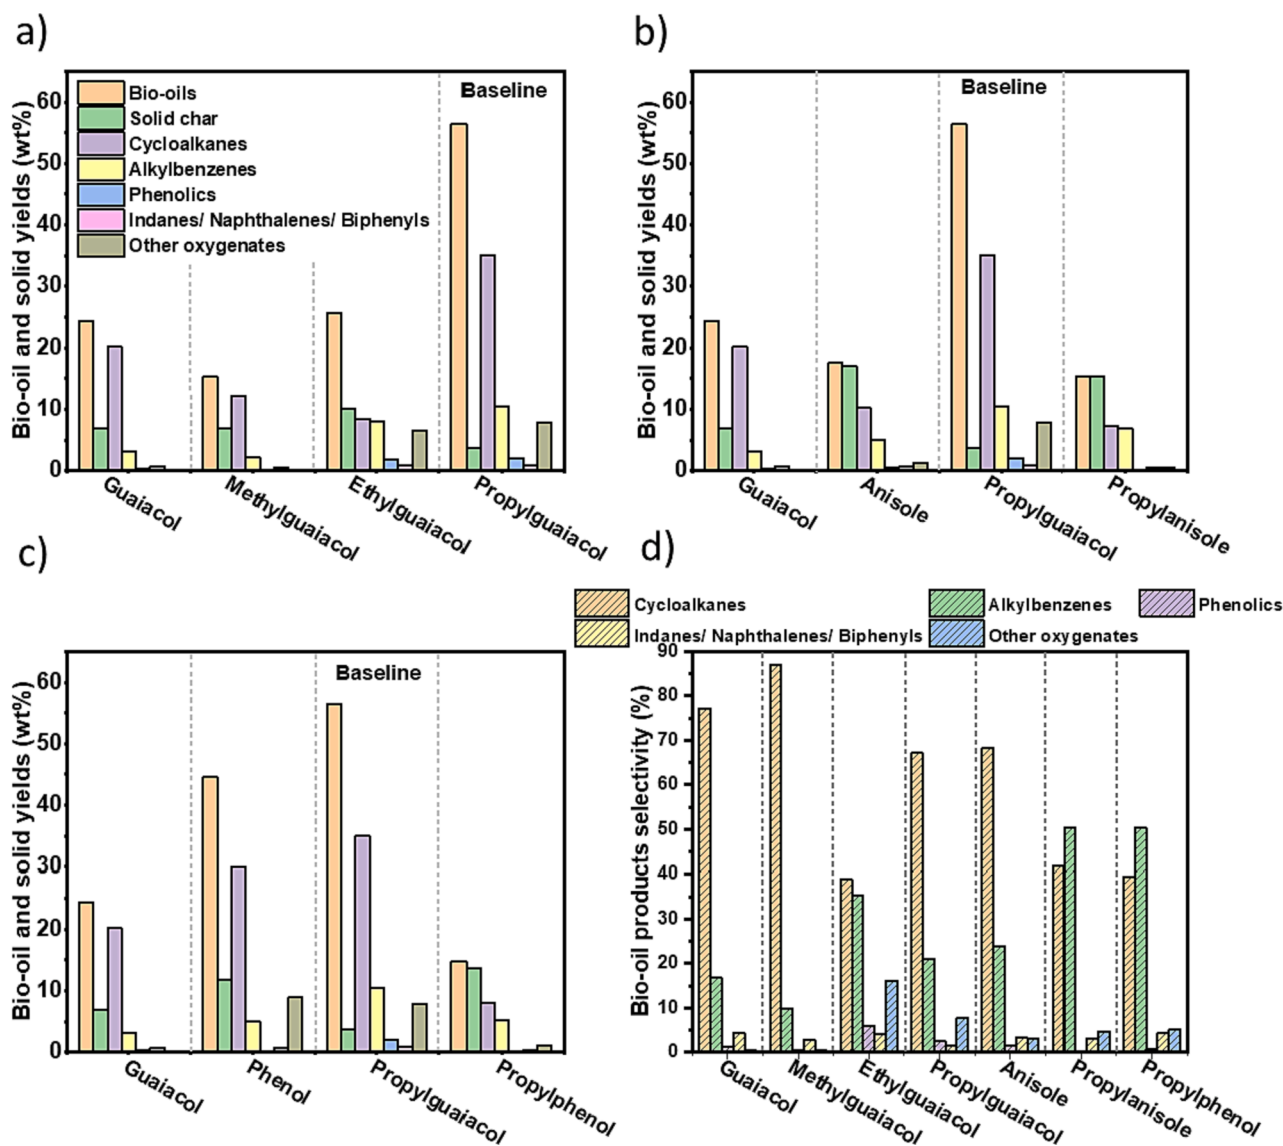 a)
Bio-oil and solid yields (wt%)
60
50
40
30
20
10
0
Bio-oils
Solid char
Cycloalkanes
Alkylbenzenes
Phenolics
Indanes/ Naphthalenes/ Biphenyls
Other oxygenates
Baseline
Guaiacol
Methylguaiacol
Ethylguaiacol
Propylguaiacol
b)
Bio-oil and solid yields (wt%)
60
50
40
30
20
10
0
Baseline
Guaiacol
Anisole
Propylguaiacol
Propylanisole
c)
Bio-oil and solid yields (wt%)
60
50
40
30
20
10
0
Baseline
Guaiacol
Phenol
Propylguaiacol
Propylphenol
d)
Cycloalkanes
Alkylbenzenes
Phenolics
Indanes/ Naphthalenes/ Biphenyls
Other oxygenates
Bio-oil products selectivity (%)
90
80
70
60
50
40
30
20
10
0
Guaiacol
Methylguaiacol
Ethylguaiacol
Propylguaiacol
Anisole
Propylanisole
Propylphenol